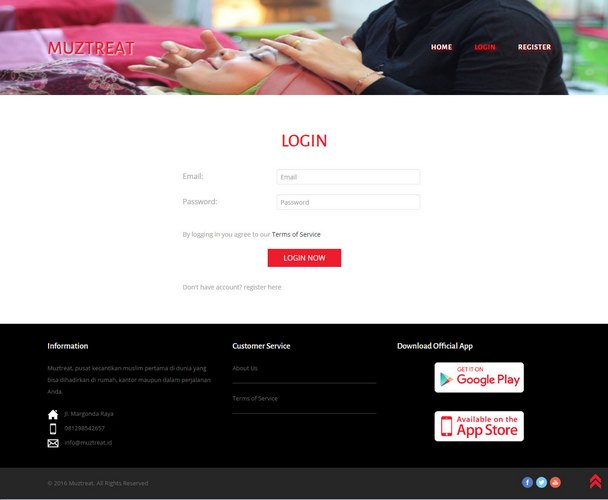 MUZTREAT
HOME
LOGIN
REGISTER
LOGIN
Email:
Email
Password:
Password
By logging in you agree to our Terms of Service
LOGIN NOW
Don't have account? register here
Information
Muztreat, pusat kecantikan muslim pertama di dunia yang
bisa dihadirkan di rumah, kantor maupun dalam perjalanan
Anda.
Jl. Margonda Raya
081298542657
info@muztreat.id
Customer Service
About Us
Terms of Service
Download Official App
GET IT ON
Google Play
Available on the
App Store
© 2016 Muztreat. All Rights Reserved